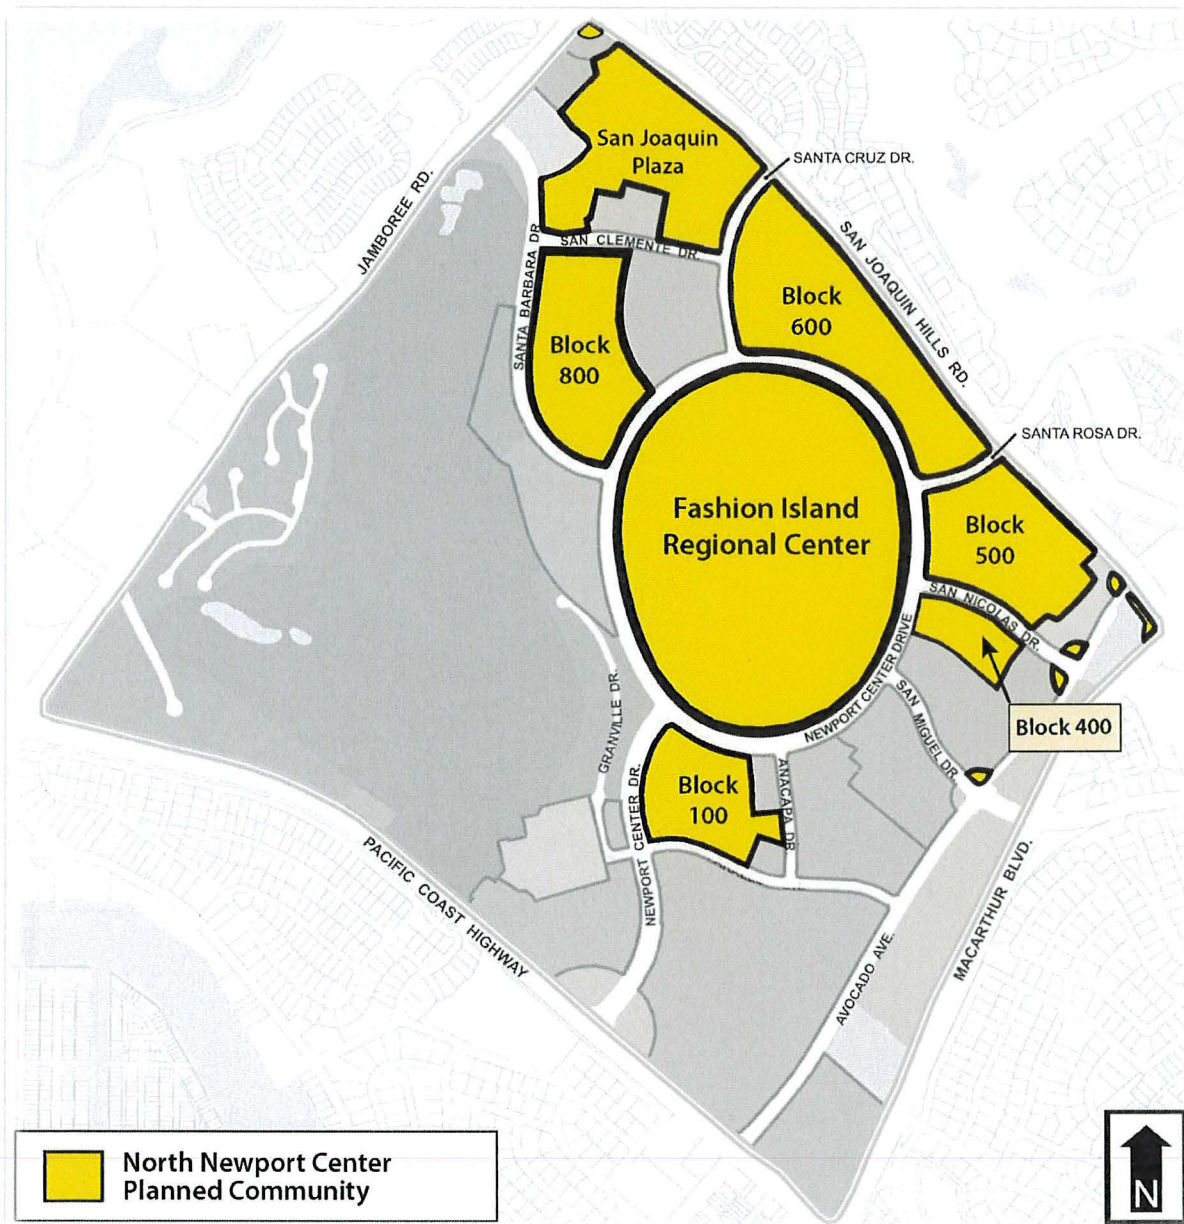 San Joaquin
Plaza
SANTA CRUZ DR.
JAMBOREE RD.
SAN CLEMENTE DR.
SANTA BARBARA DR.
SAN JOAQUIN HILLS RD.
Block
600
Block
800
SANTA ROSA DR.
Fashion Island
Regional Center
Block
500
SAN NICOLAS DR.
NEWPORT CENTER DRIVE
SAN MIGUEL DR.
Block 400
GRANVILLE DR.
Block
100
ANACAPA DR
NEWPORT CENTER DR.
PACIFIC COAST HIGHWAY
AVOCADO AVE.
MACARTHUR BLVD.
North Newport Center
Planned Community
N